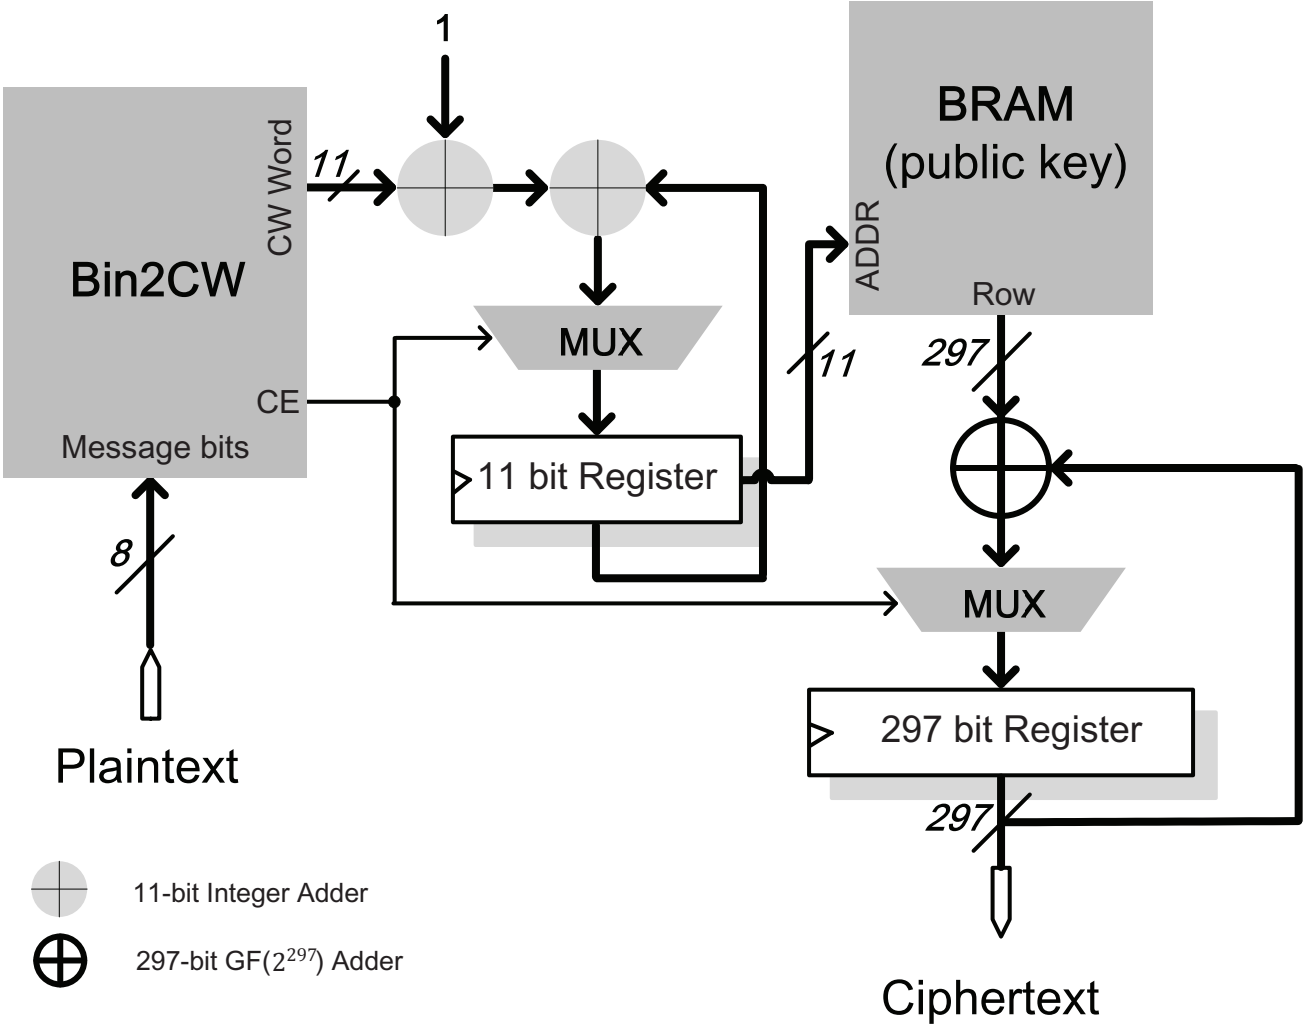 1
BRAM
(public key)
CW Word
11
ADDR
Bin2CW
Row
MUX
297
11
CE
Message bits
11 bit Register
8
MUX
297 bit Register
Plaintext
297
11-bit Integer Adder
297-bit GF(2²⁹⁷) Adder
Ciphertext